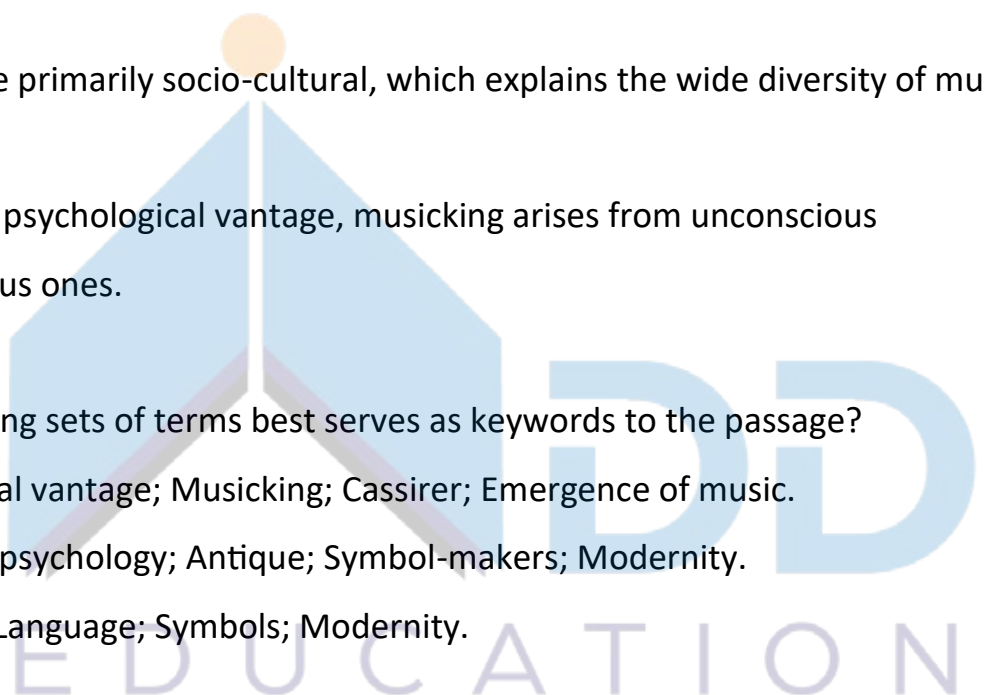 e primarily socio-cultural, which explains the wide diversity of mu
psychological vantage, musicking arises from unconscious
us ones.
ng sets of terms best serves as keywords to the passage?
al vantage; Musicking; Cassirer; Emergence of music.
psychology; Antique; Symbol-makers; Modernity.
Language; Symbols; Modernity.
DD
EDUCATION